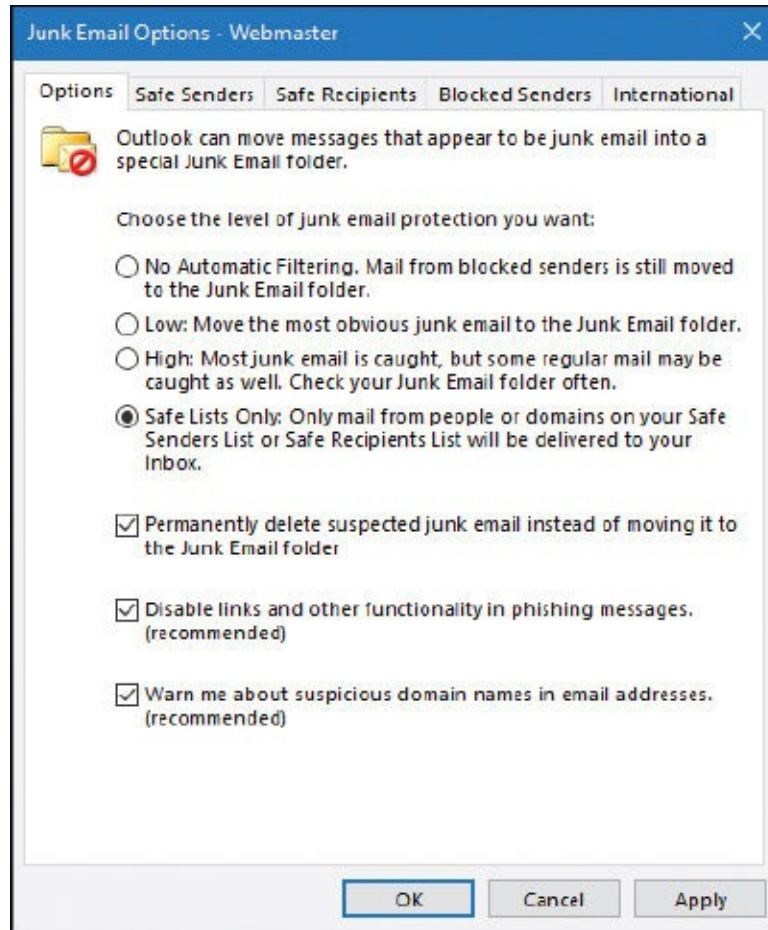 Junk Email Options - Webmaster
Options Safe Senders Safe Recipients Blocked Senders International
Outlook can move messages that appear to be junk email into a
special Junk Email folder.
Choose the level of junk email protection you want:
No Automatic Filtering. Mail from blocked senders is still moved
to the Junk Email folder.
Low: Move the most obvious junk email to the Junk Email folder.
High: Most junk email is caught, but some regular mail may be
caught as well. Check your Junk Email folder often.
Safe Lists Only: Only mail from people or domains on your Safe
Senders List or Safe Recipients List will be delivered to your
Inbox.
Permanently delete suspected junk email instead of moving it to
the Junk Email folder
Disable links and other functionality in phishing messages.
(recommended)
Warn me about suspicious domain names in email addresses.
(recommended)
OK Cancel Apply